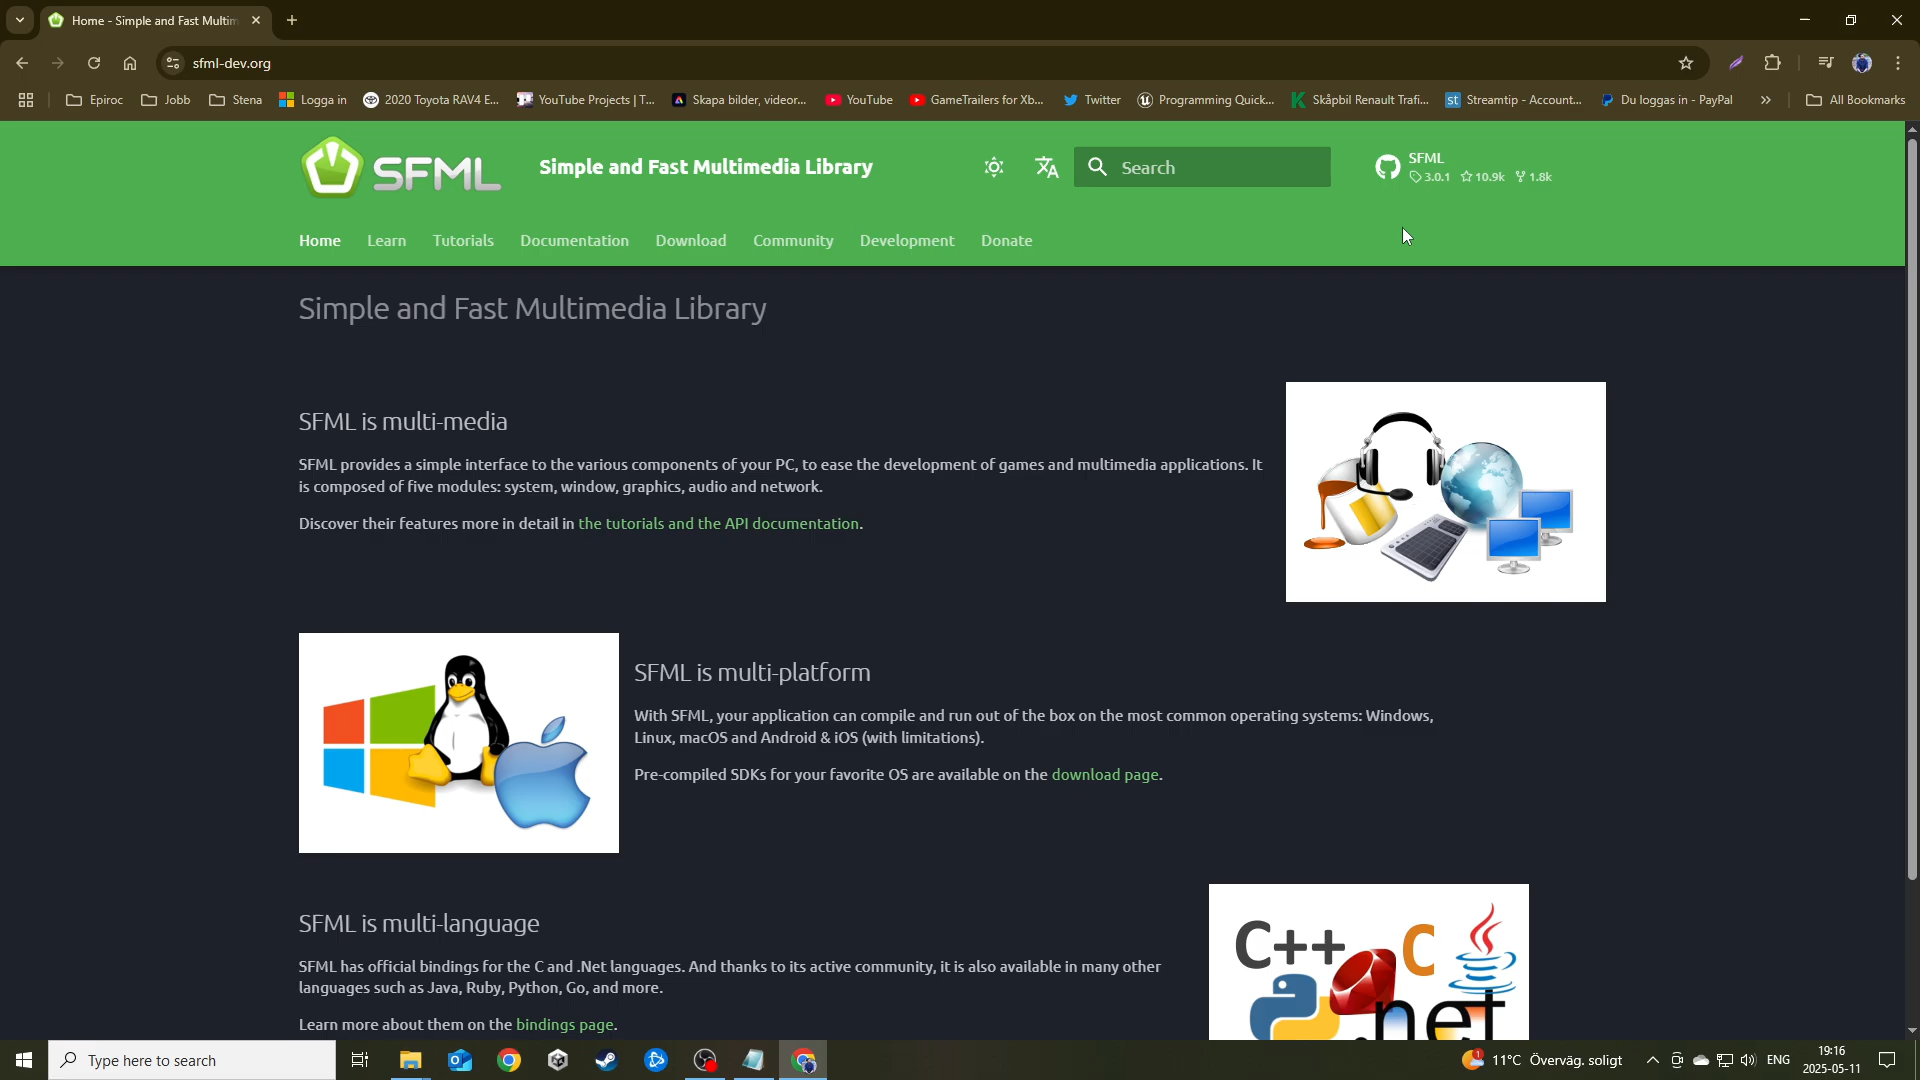 Home - Simple and Fast Multim
sfml-dev.org
Epiroc
Jobb
Stena
Logga in
2020 Toyota RAV4 E...
YouTube Projects | T...
Skapa bilder, videor...
YouTube
GameTrailers for Xb...
Twitter
Programming Quick...
Skåpbil Renault Trafi...
Streamtip - Account...
Du loggas in - PayPal
All Bookmarks
SFML
Simple and Fast Multimedia Library
Search
SFML
3.0.1 10.9k 1.8k
Home Learn Tutorials Documentation Download Community Development Donate
Simple and Fast Multimedia Library
SFML is multi-media
SFML provides a simple interface to the various components of your PC, to ease the development of games and multimedia applications. It
is composed of five modules: system, window, graphics, audio and network.
Discover their features more in detail in the tutorials and the API documentation.
SFML is multi-platform
With SFML, your application can compile and run out of the box on the most common operating systems: Windows,
Linux, macOS and Android & iOS (with limitations).
Pre-compiled SDKs for your favorite OS are available on the download page.
SFML is multi-language
SFML has official bindings for the C and .Net languages. And thanks to its active community, it is also available in many other
languages such as Java, Ruby, Python, Go, and more.
Learn more about them on the bindings page.
C++ C
.net
Type here to search
1
11°C Överväg. soligt
ENG
19:16
2025-05-11